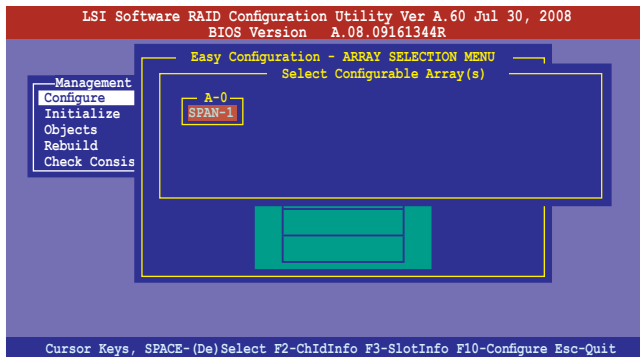 LSI Software RAID Configuration Utility Ver A.60 Jul 30, 2008
BIOS Version A.08.09161344R
Easy Configuration - ARRAY SELECTION MENU
Select Configurable Array(s)
Management
Configure
Initialize
Objects
Rebuild
Check Consis
A-0
SPAN-1
Cursor Keys, SPACE-(De)Select F2-ChIdInfo F3-SlotInfo F10-Configure Esc-Quit